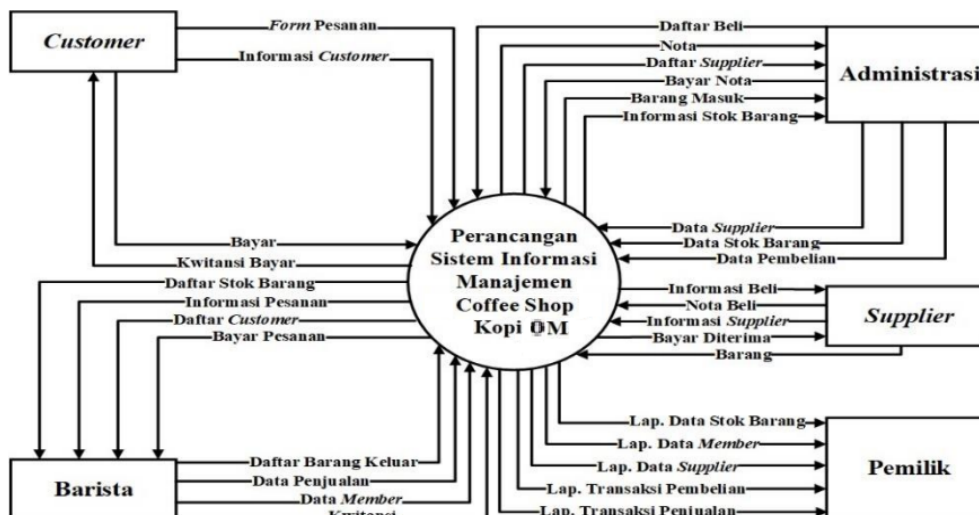 Form Pesanan
Customer
Informasi Customer
Daftar Beli
Nota
Daftar Supplier
Administrasi
Bayar Nota
Barang Masuk
Informasi Stok Barang
Data Supplier
Data Stok Barang
Data Pembelian
Bayar
Kwitansi Bayar
Daftar Stok Barang
Informasi Pesanan
Daftar Customer
Bayar Pesanan
Perancangan
Sistem Informasi
Manajemen
Coffee Shop
Kopi OM
Informasi Beli
Nota Beli
Supplier
Informasi Supplier
Bayar Diterima
Barang
Barista
Daftar Barang Keluar
Data Penjualan
Data Member
Kwitansi
Lap. Data Stok Barang
Lap. Data Member
Lap. Data Supplier
Pemilik
Lap. Transaksi Pembelian
Lap. Transaksi Penjualan